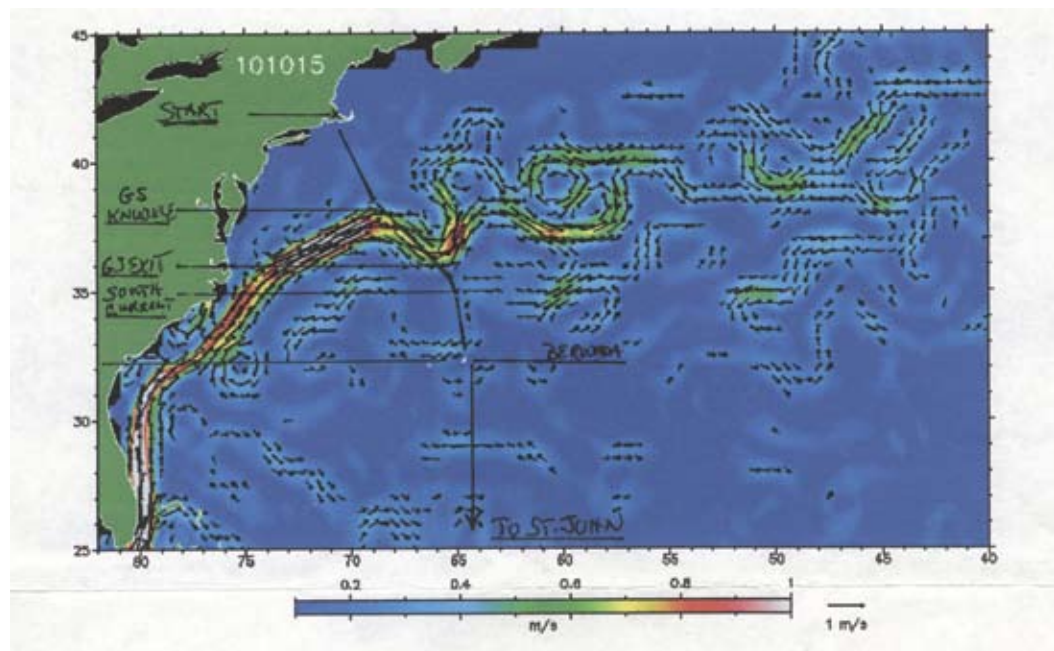 45
101015
START
40
GS
KNUCKLE
GS EXIT
35
SOUTH
CURRENT
BERMUDA
30
TO ST. JOHN
25
80 75 70 65 60 55 50 45 40
0.2 0.4 0.6 0.8 1
m/s
1 m/s